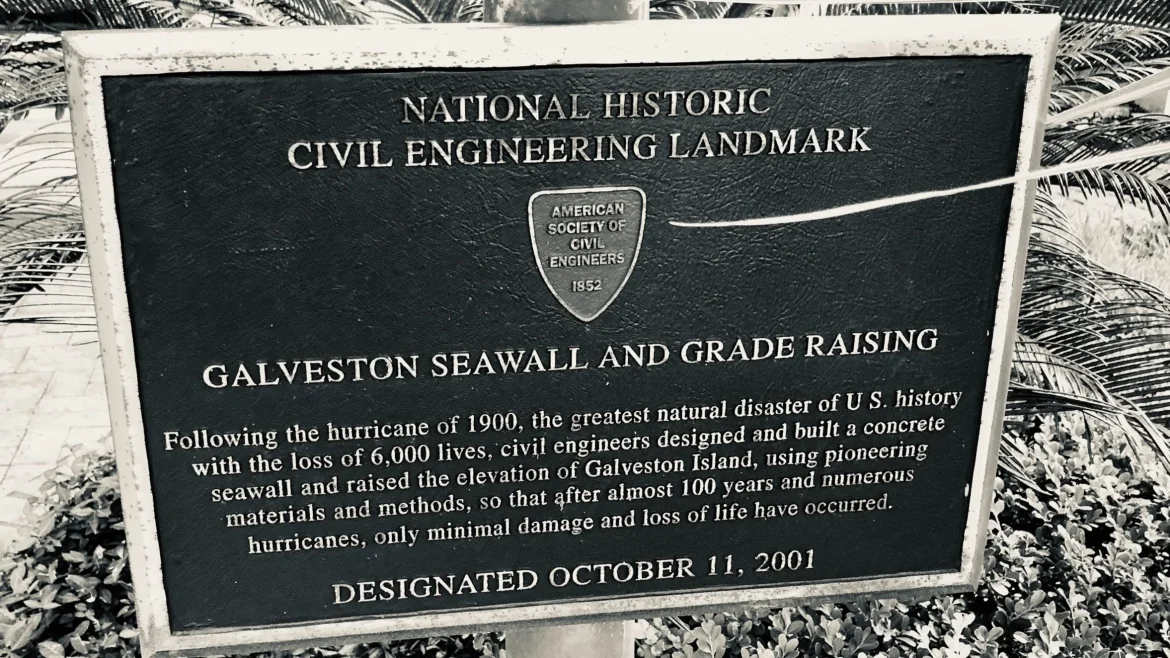 NATIONAL HISTORIC
CIVIL ENGINEERING LANDMARK
AMERICAN
SOCIETY OF
CIVIL
ENGINEERS
1852
GALVESTON SEAWALL AND GRADE RAISING
Following the hurricane of 1900, the greatest natural disaster of U S. history
with the loss of 6,000 lives, civil engineers designed and built a concrete
seawall and raised the elevation of Galveston Island, using pioneering
materials and methods, so that after almost 100 years and numerous
hurricanes, only minimal damage and loss of life have occurred.
DESIGNATED OCTOBER 11, 2001